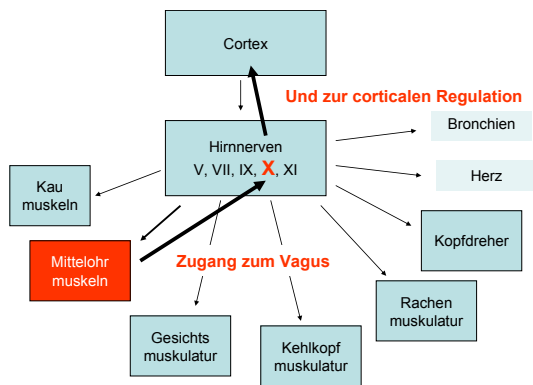 Cortex
Und zur corticalen Regulation
Hirnnerven
V, VII, IX, X, XI
Bronchien
Herz
Kau
muskeln
Kopfdreher
Mittelohr
muskeln
Zugang zum Vagus
Rachen
muskulatur
Gesichts
muskulatur
Kehlkopf
muskulatur